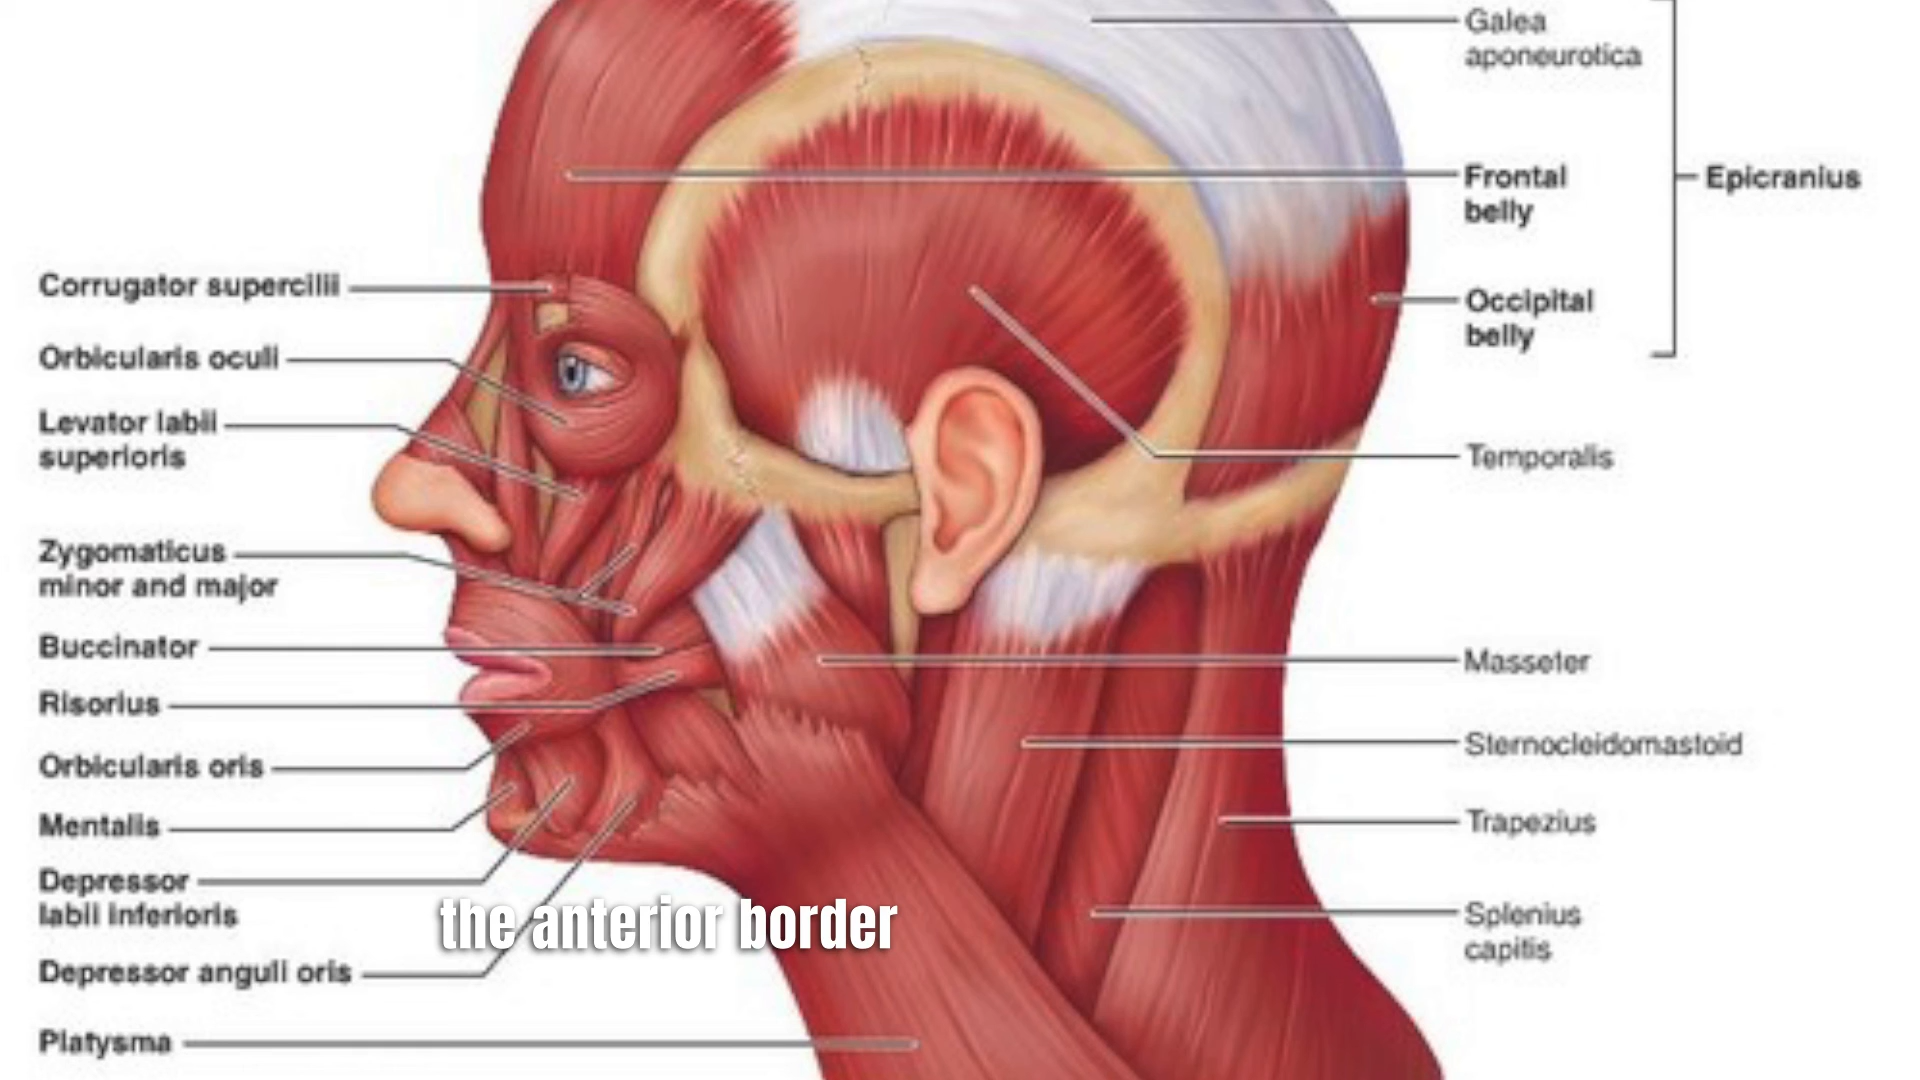 Galea
aponeurotica
Frontal
belly
Epicranius
Occipital
belly
Temporalis
Masseter
Sternocleidomastoid
Trapezius
Splenius
capitis
Corrugator supercilii
Orbicularis oculi
Levator labii
superioris
Zygomaticus
minor and major
Buccinator
Risorius
Orbicularis oris
Mentalis
Depressor
labii inferioris
Depressor anguli oris
Platysma
the anterior border